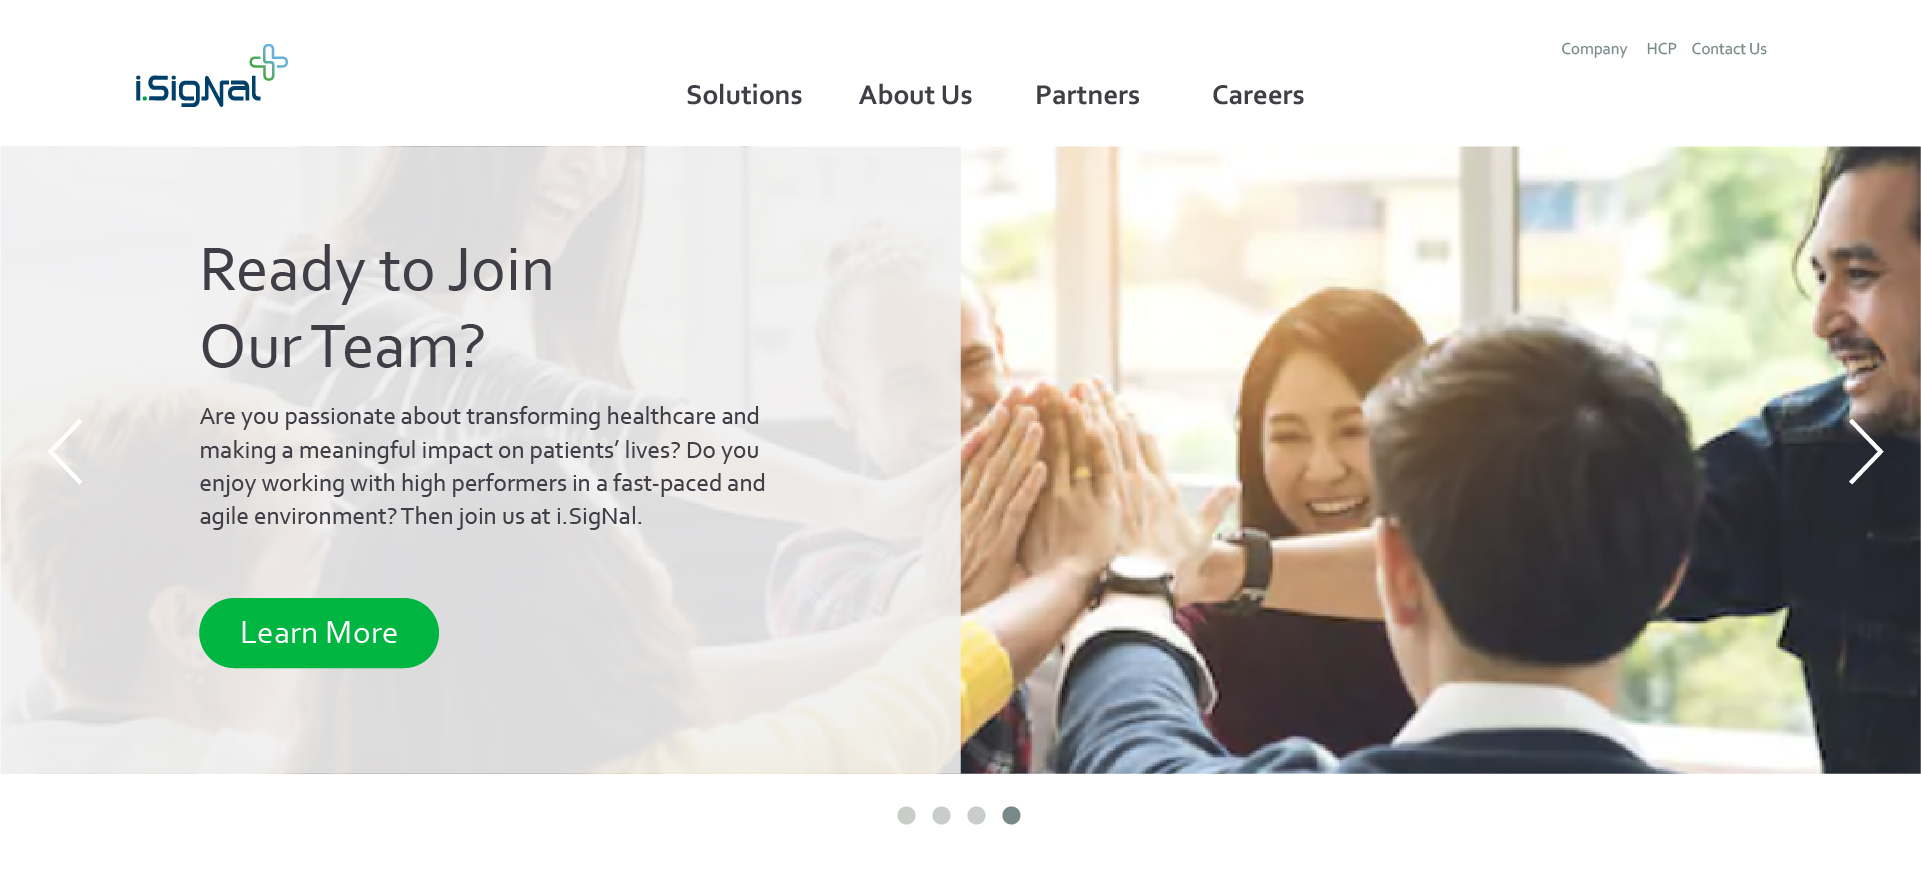 Company HCP Contact Us
i.SigNal
Solutions About Us Partners Careers
Ready to Join
Our Team?
Are you passionate about transforming healthcare and
making a meaningful impact on patients’ lives? Do you
enjoy working with high performers in a fast-paced and
agile environment? Then join us at i.SigNal.
Learn More